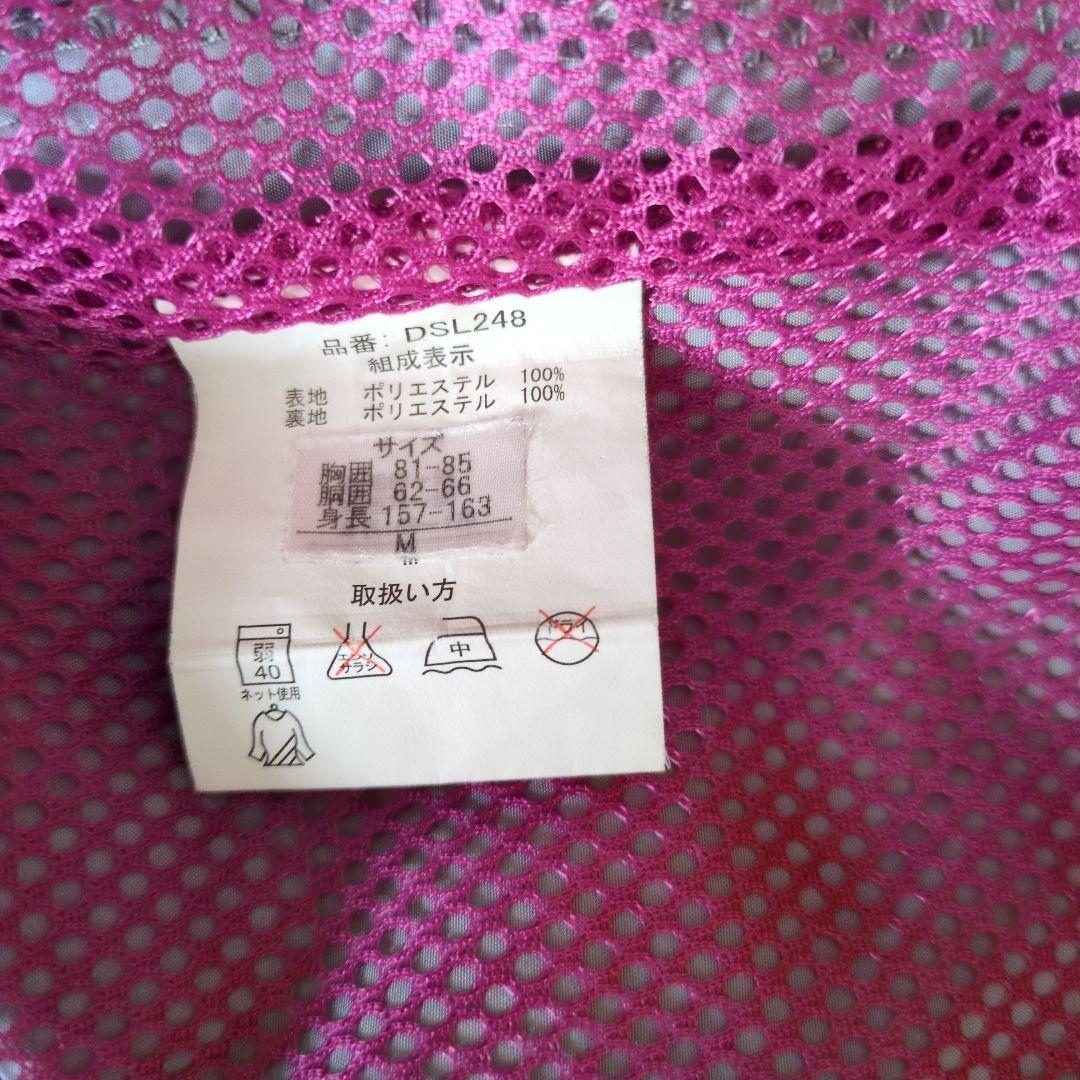 品番: DSL248
組成表示
表地 ポリエステル 100%
裏地 ポリエステル 100%
サイズ
胸囲 81-85
胴囲 62-66
身長 157-163
M
M
取扱い方
弱
40
ネット使用
エンソ
サラシ
中
ドライ